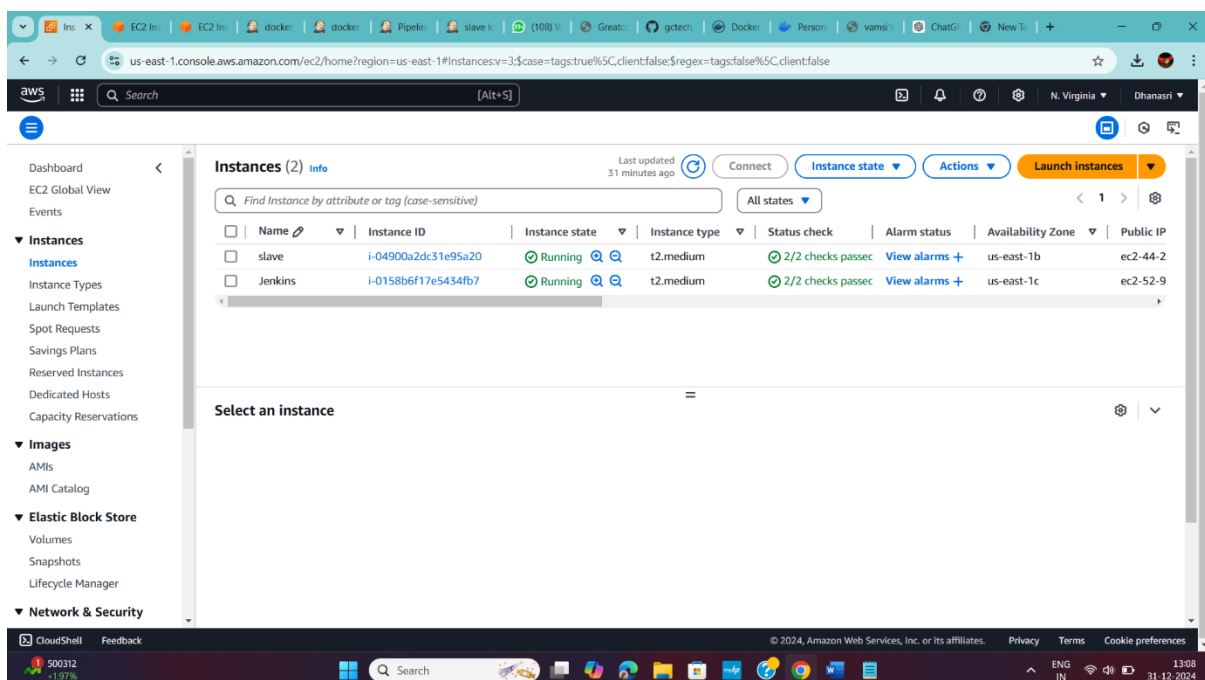 Ins
EC2 Ins
EC2 Ins
docker
docker
Pipelin
slave
(108)
Greatc
gctech
Docker
Person
vamsi's
ChatG
New Ta
us-east-1.console.aws.amazon.com/ec2/home?region=us-east-1#Instances:v=3;$case=tags:true%5C,client:false;$regex=tags:false%5C,client:false
aws
Search [Alt+S]
N. Virginia
Dhanasri
Dashboard
EC2 Global View
Events
Instances
Instances
Instance Types
Launch Templates
Spot Requests
Savings Plans
Reserved Instances
Dedicated Hosts
Capacity Reservations
Images
AMIs
AMI Catalog
Elastic Block Store
Volumes
Snapshots
Lifecycle Manager
Network & Security
Instances (2) Info
Last updated
31 minutes ago
Connect
Instance state
Actions
Launch instances
Find Instance by attribute or tag (case-sensitive)
All states
1
Name Instance ID Instance state Instance type Status check Alarm status Availability Zone Public IP
slave i-04900a2dc31e95a20 Running t2.medium 2/2 checks passec View alarms + us-east-1b ec2-44-2
Jenkins i-0158b6f17e5434fb7 Running t2.medium 2/2 checks passec View alarms + us-east-1c ec2-52-9
Select an instance
CloudShell Feedback © 2024, Amazon Web Services, Inc. or its affiliates. Privacy Terms Cookie preferences
1
500312
+1.97%
Search
ENG
IN
13:08
31-12-2024